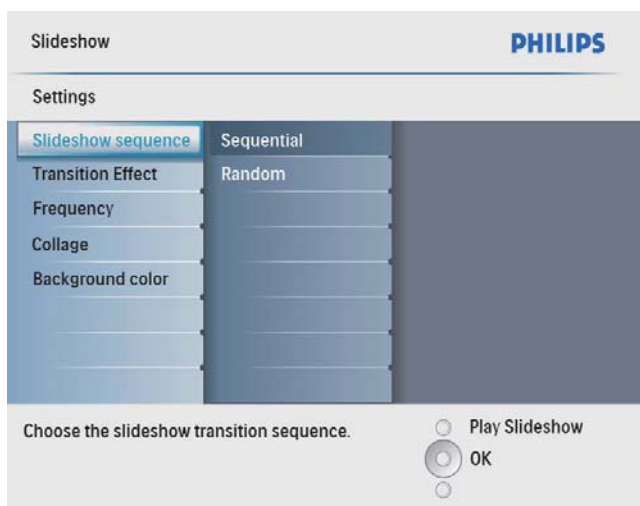 Slideshow
PHILIPS
Settings
Slideshow sequence
Sequential
Transition Effect
Random
Frequency
Collage
Background color
Choose the slideshow transition sequence.
Play Slideshow
OK